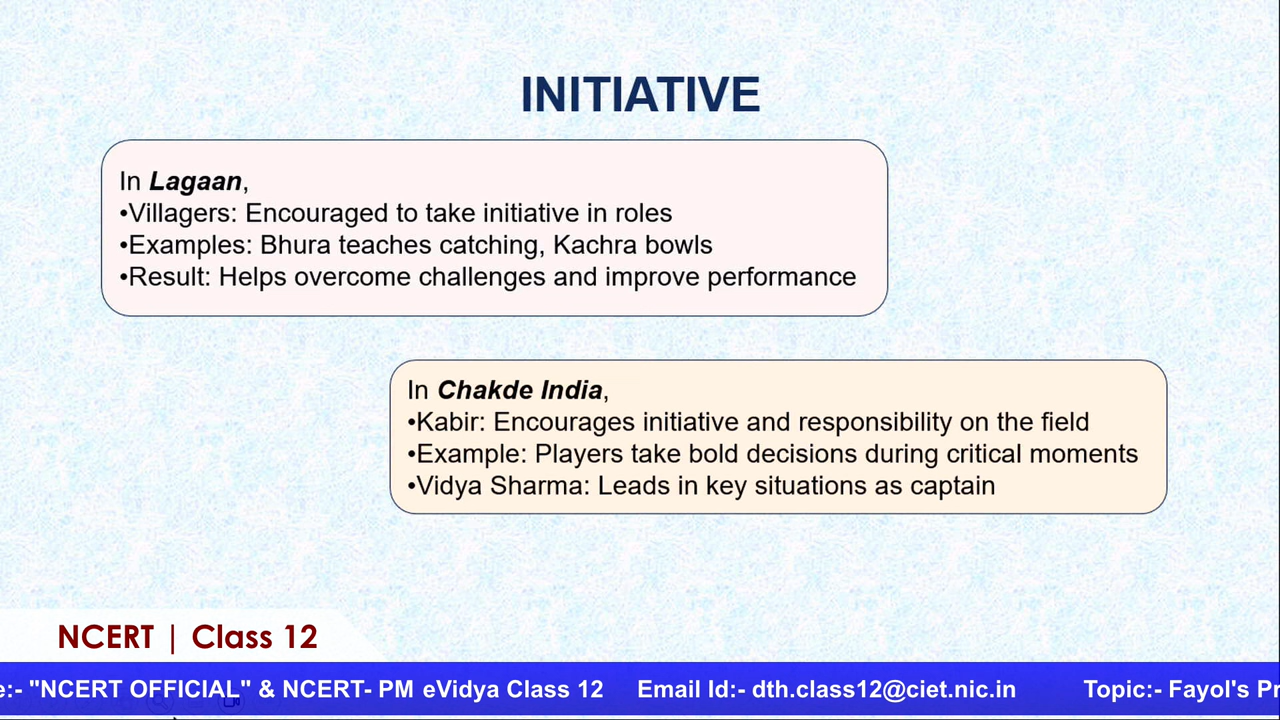 INITIATIVE
In Lagaan,
•Villagers: Encouraged to take initiative in roles
•Examples: Bhura teaches catching, Kachra bowls
•Result: Helps overcome challenges and improve performance
In Chakde India,
•Kabir: Encourages initiative and responsibility on the field
•Example: Players take bold decisions during critical moments
•Vidya Sharma: Leads in key situations as captain
NCERT | Class 12
e:- "NCERT OFFICIAL" & NCERT- PM eVidya Class 12 Email Id:- dth.class12@ciet.nic.in Topic:- Fayol's Pr